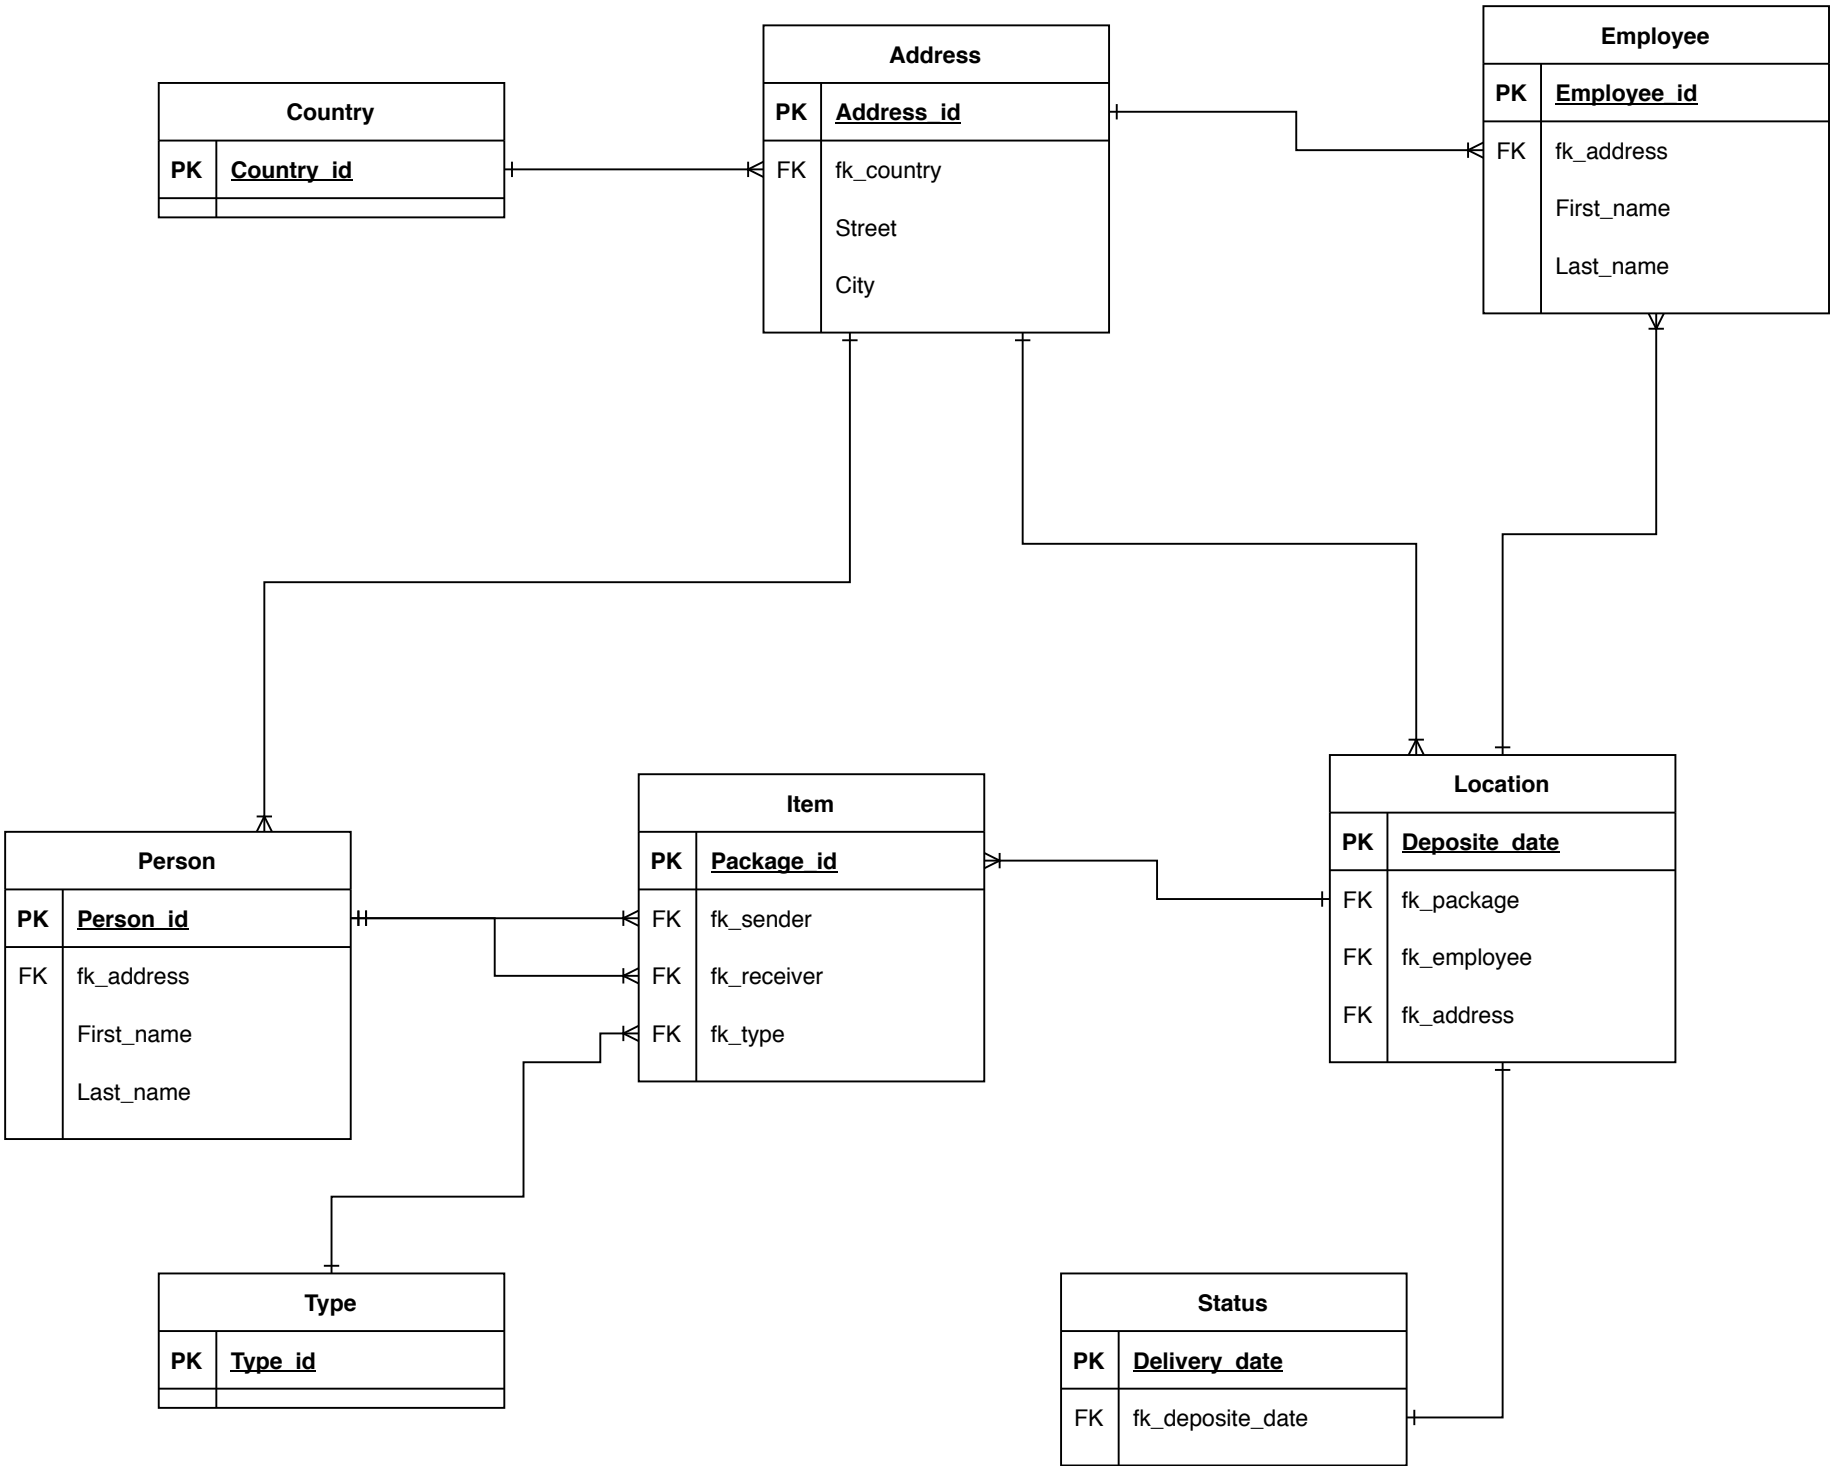 Employee
PK Employee_id
FK fk_address
First_name
Last_name
Address
PK Address_id
FK fk_country
Street
City
Country
PK Country_id
Location
PK Deposite_date
FK fk_package
FK fk_employee
FK fk_address
Item
PK Package_id
FK fk_sender
FK fk_receiver
FK fk_type
Person
PK Person_id
FK fk_address
First_name
Last_name
Type
PK Type_id
Status
PK Delivery_date
FK fk_deposite_date